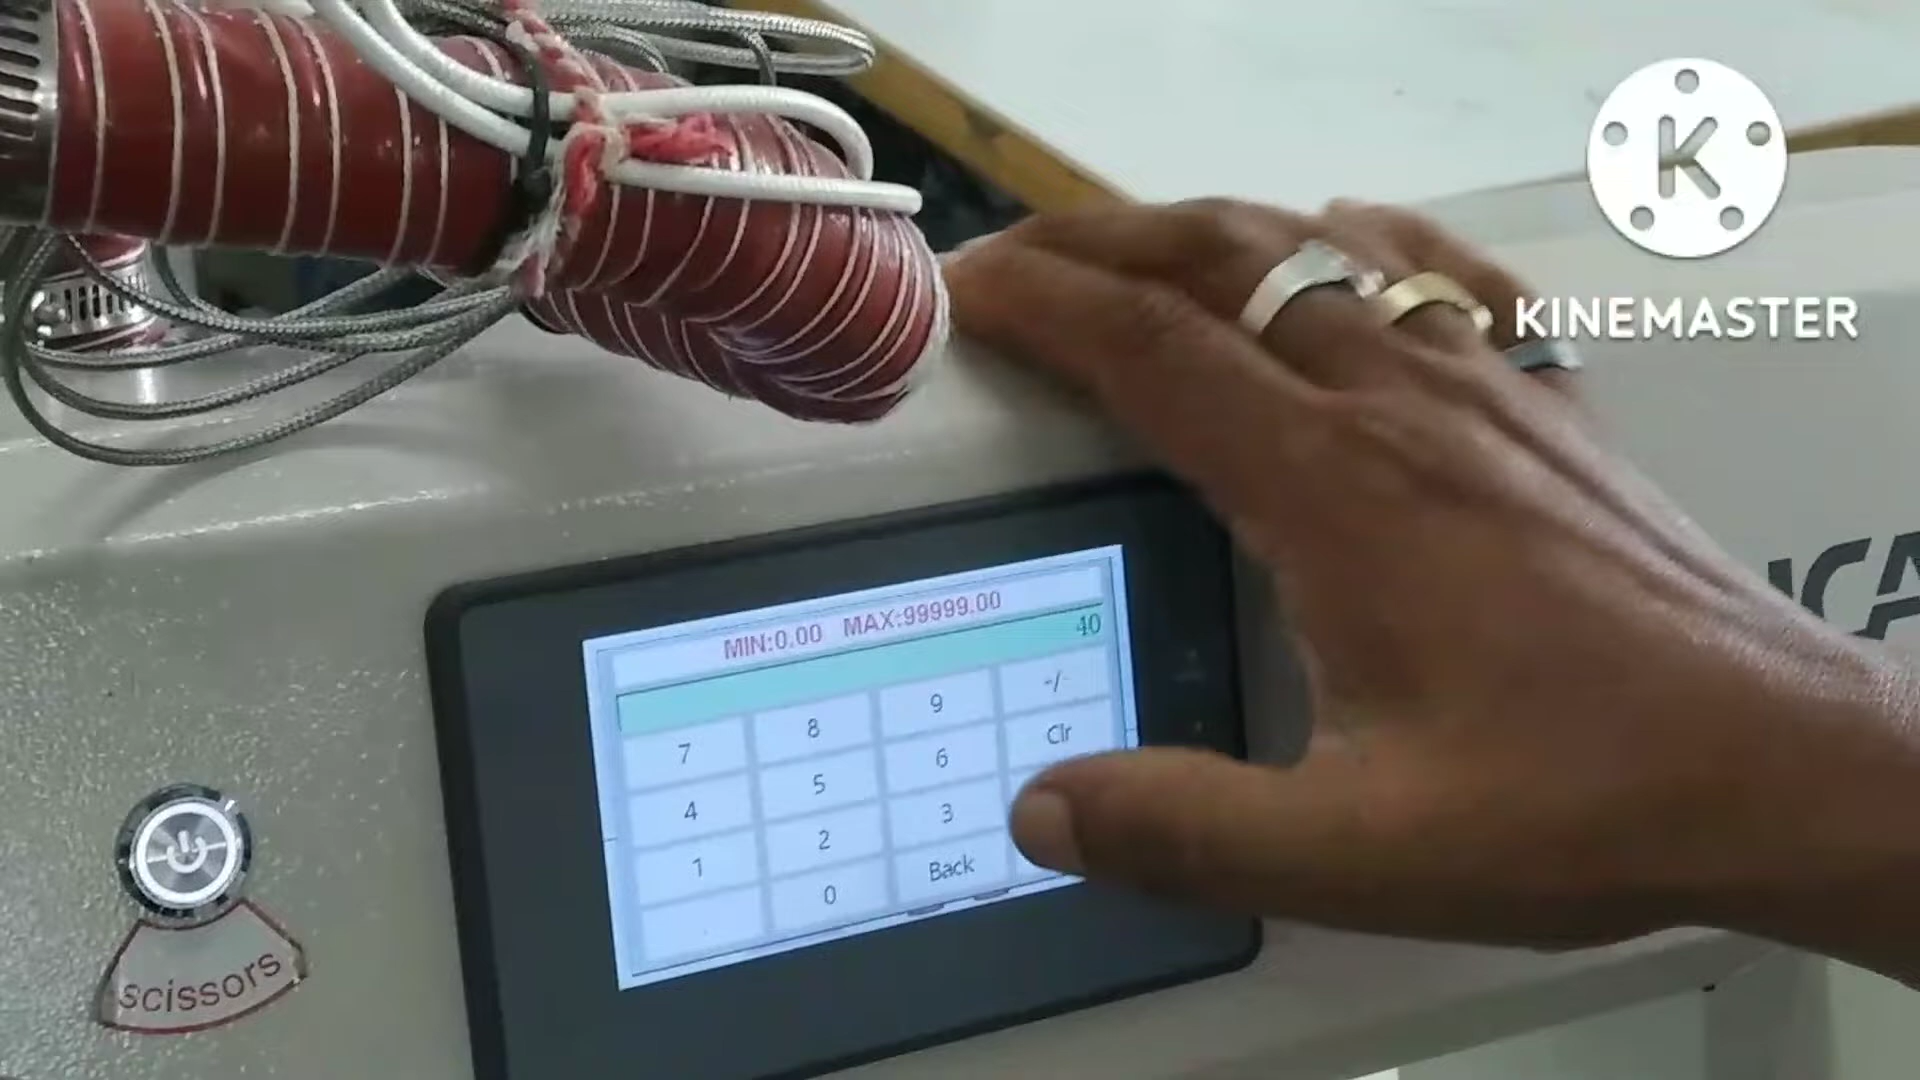 KINEMASTER
MIN:0.00 MAX:99999.00
40
7 8 9 -/-
4 5 6 Clr
1 2 3
0 Back
scissors